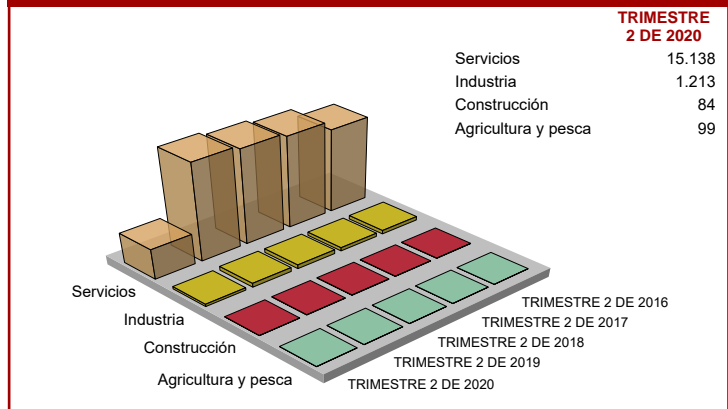 TRIMESTRE
2 DE 2020
Servicios 15.138
Industria 1.213
Construcción 84
Agricultura y pesca 99
Servicios
Industria
Construcción
Agricultura y pesca
TRIMESTRE 2 DE 2016
TRIMESTRE 2 DE 2017
TRIMESTRE 2 DE 2018
TRIMESTRE 2 DE 2019
TRIMESTRE 2 DE 2020